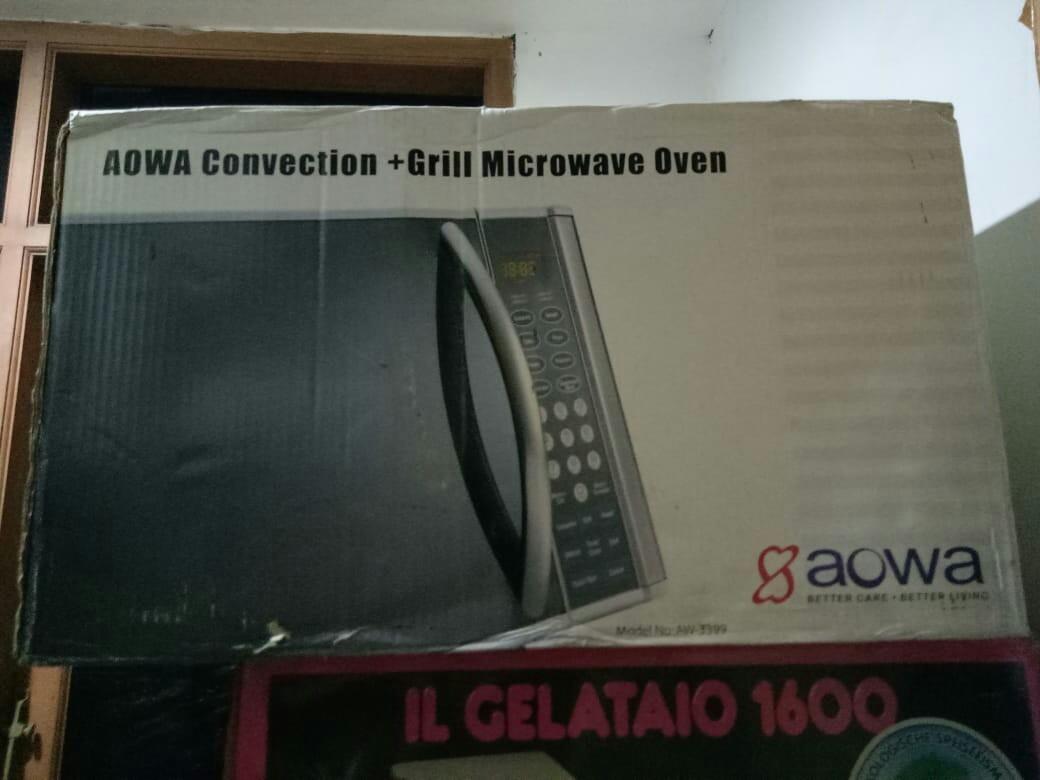 AOWA Convection +Grill Microwave Oven
aowa
BETTER CARE • BETTER LIVING
Model No: AW-3399
IL GELATAIO 1600